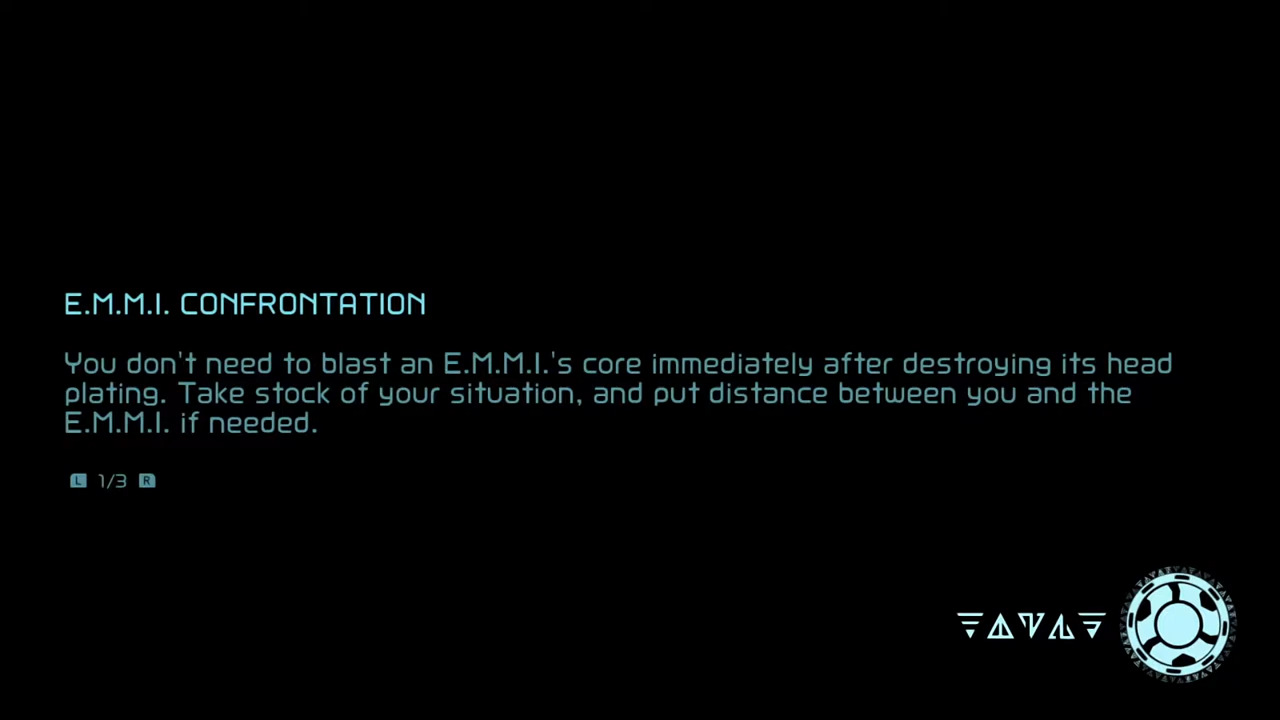 E.M.M.I. CONFRONTATION
You don't need to blast an E.M.M.I.'s core immediately after destroying its head
plating. Take stock of your situation, and put distance between you and the
E.M.M.I. if needed.
L 1/3 R